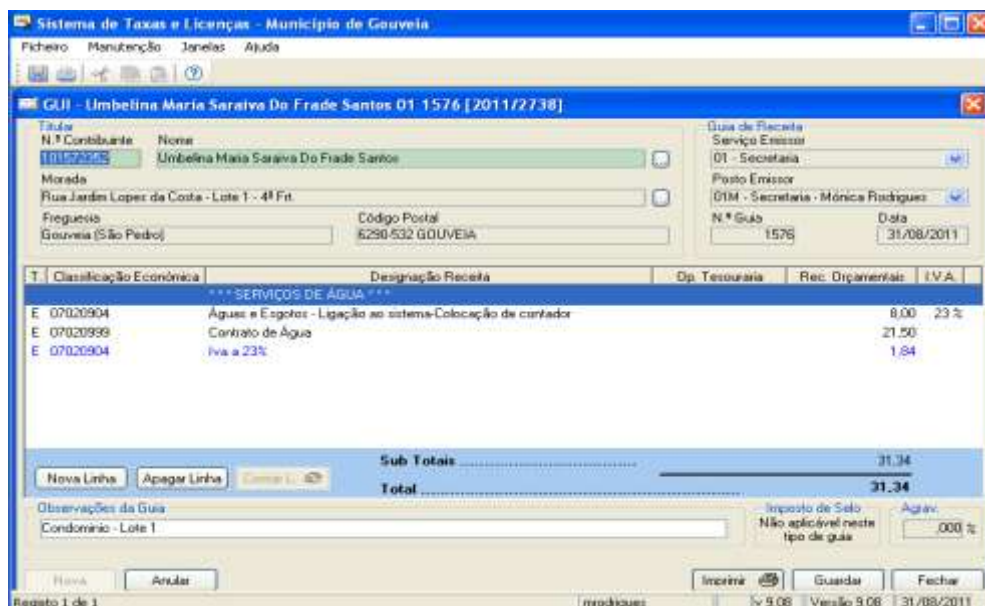 Sistema de Taxas e Licenças - Município de Gouveia
Ficheiro Manutenção Janelas Ajuda
GUI - Umbelina Maria Saraiva Do Frade Santos 01 1576 [2011/2738]
Titular
N.º Contribuinte Nome
Umbelina Maria Saraiva Do Frade Santos
Morada
Rua Jardim Lopes da Costa - Lote 1 - 4º Frt.
Freguesia Código Postal
Gouveia (São Pedro) 6290-532 GOUVEIA
Guia de Receita
Serviço Emissor
01 - Secretaria
Posto Emissor
01M - Secretaria - Mónica Rodrigues
N.º Guia Data
1576 31/08/2011
T. Classificação Económica Designação Receita Op. Tesouraria Rec. Orçamentais I.V.A.
*** SERVIÇOS DE ÁGUA ***
E 07020904 Águas e Esgotos - Ligação ao sistema-Colocação de contador 8,00 23 %
E 07020999 Contrato de Água 21,50
E 07020904 Iva a 23% 1,84
Sub Totais 31,34
Nova Linha Apagar Linha
Total 31,34
Observações da Guia
Condominio - Lote 1
Imposto de Selo
Não aplicável neste
tipo de guia
Agrav.
,000 %
Nova Anular Imprimir Guardar Fechar
Registo 1 de 1 mrodrigues v 9.08 Versão 9.08 31/08/2011